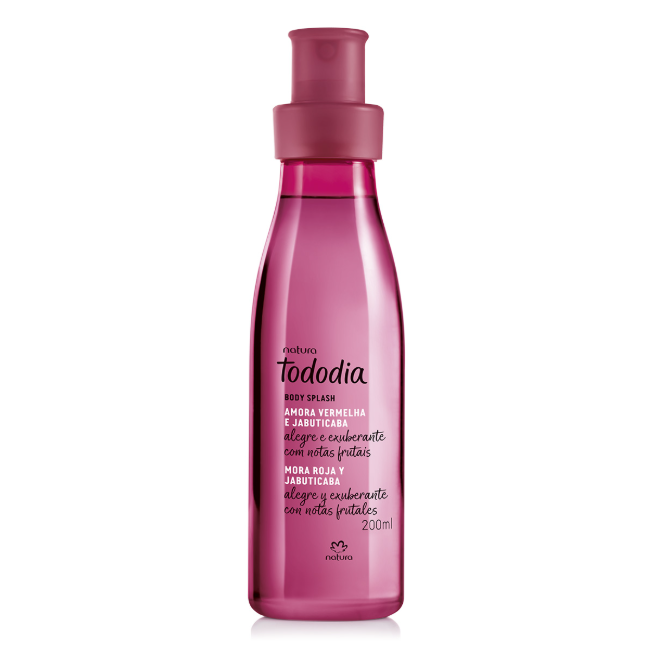 natura
tododia
BODY SPLASH
AMORA VERMELHA
E JABUTICABA
alegre e exuberante
com notas frutais
MORA ROJA Y
JABUTICABA
alegre y exuberante
con notas frutales
200ml
natura